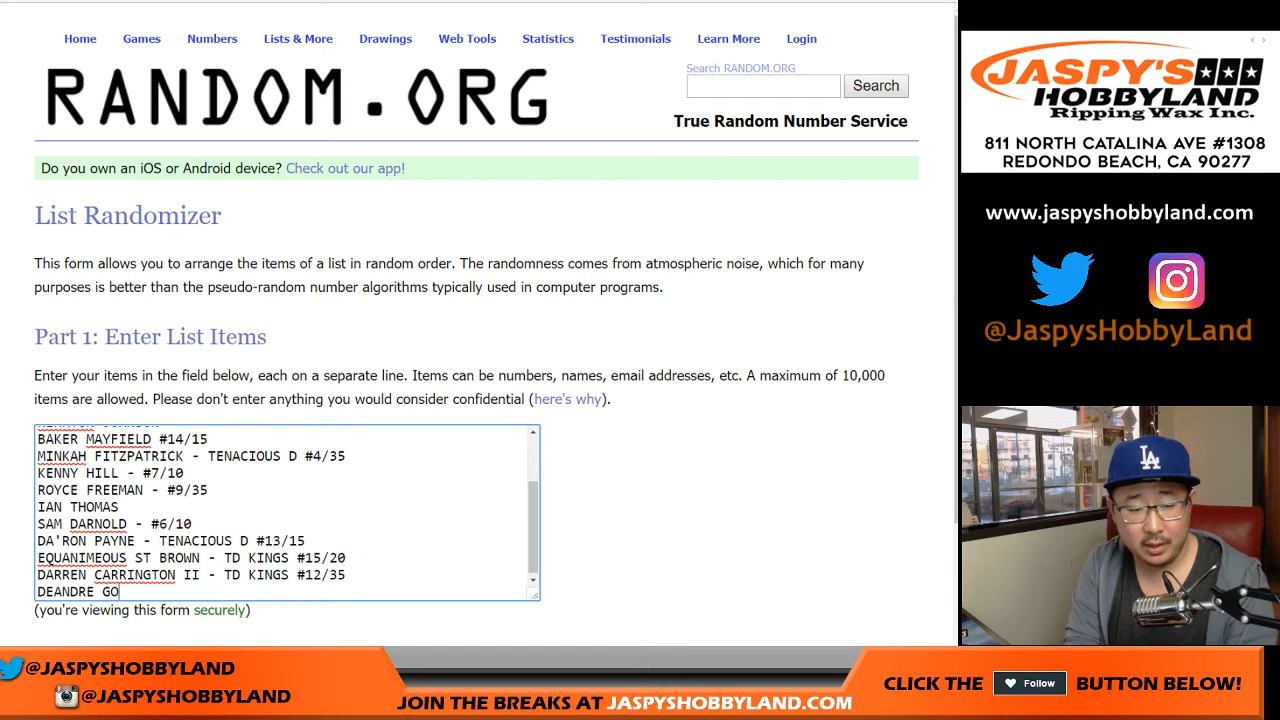 Home Games Numbers Lists & More Drawings Web Tools Statistics Testimonials Learn More Login
RANDOM.ORG
Search RANDOM.ORG
Search
True Random Number Service
Do you own an iOS or Android device? Check out our app!
List Randomizer
This form allows you to arrange the items of a list in random order. The randomness comes from atmospheric noise, which for many
purposes is better than the pseudo-random number algorithms typically used in computer programs.
Part 1: Enter List Items
Enter your items in the field below, each on a separate line. Items can be numbers, names, email addresses, etc. A maximum of 10,000
items are allowed. Please don't enter anything you would consider confidential (here's why).
BAKER MAYFIELD #14/15
MINKAH FITZPATRICK - TENACIOUS D #4/35
KENNY HILL - #7/10
ROYCE FREEMAN - #9/35
IAN THOMAS
SAM DARNOLD - #6/10
DA'RON PAYNE - TENACIOUS D #13/15
EQUANIMEOUS ST BROWN - TD KINGS #15/20
DARREN CARRINGTON II - TD KINGS #12/35
DEANDRE GO
(you're viewing this form securely)
JASPY'S
HOBBYLAND
Ripping Wax Inc.
811 NORTH CATALINA AVE #1308
REDONDO BEACH, CA 90277
www.jaspyshobbyland.com
@JaspysHobbyLand
LA
@JASPYSHOBBYLAND
@JASPYSHOBBYLAND
JOIN THE BREAKS AT JASPYSHOBBYLAND.COM
CLICK THE Follow BUTTON BELOW!